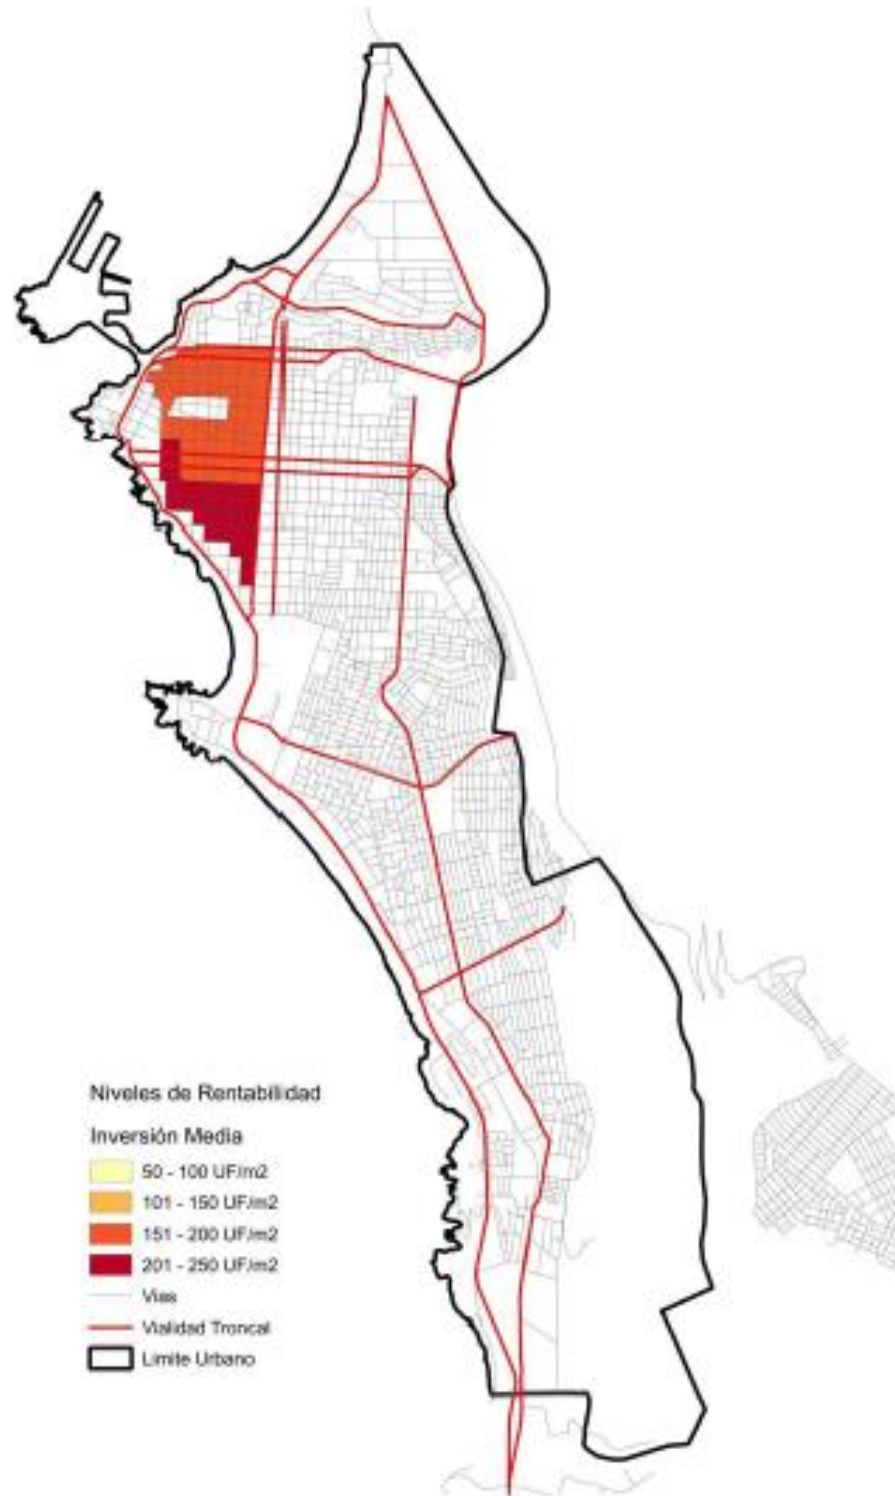 Niveles de Rentabilidad
Inversión Media
50 - 100 UF/m2
101 - 150 UF/m2
151 - 200 UF/m2
201 - 250 UF/m2
Vias
Vialidad Troncal
Límite Urbano